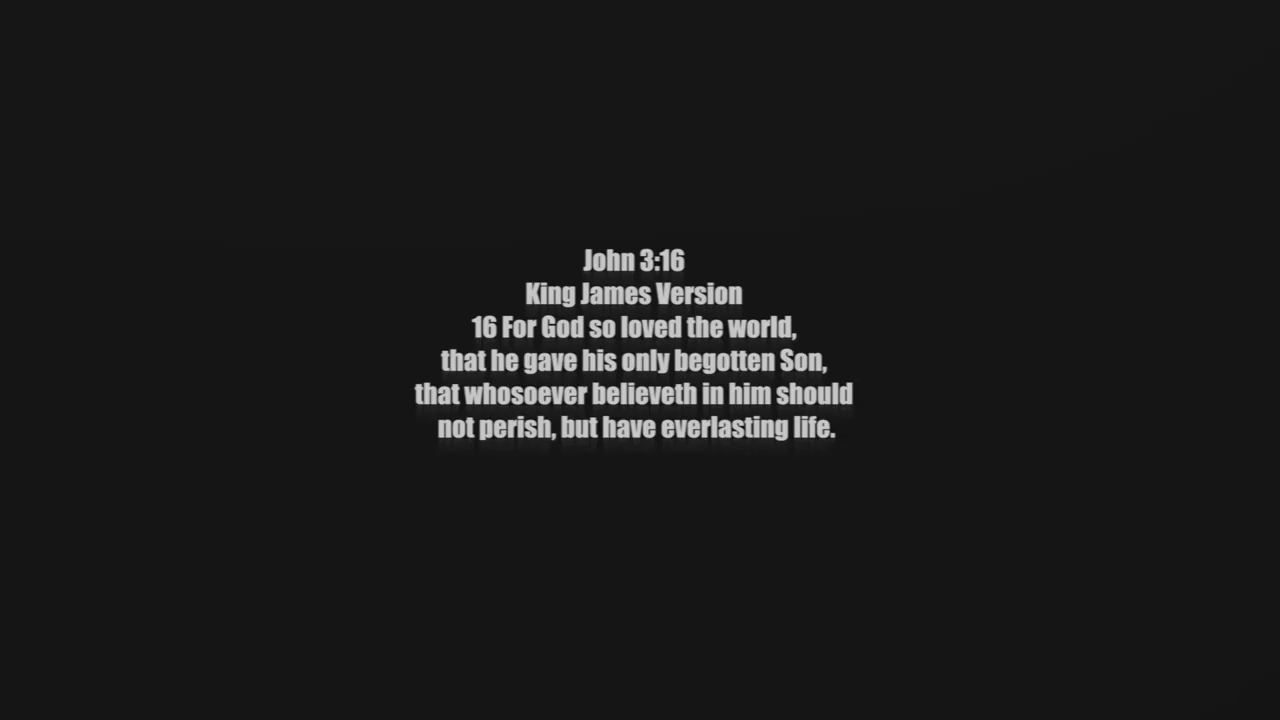 John 3:16
King James Version
16 For God so loved the world,
that he gave his only begotten Son,
that whosoever believeth in him should
not perish, but have everlasting life.